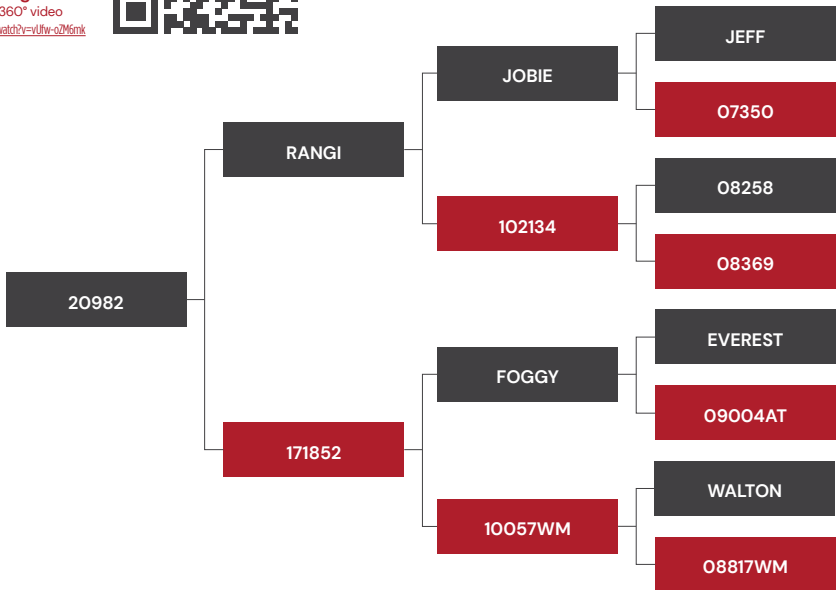 360° video
watch?v=vUfw-oZM6mk
JEFF
JOBIE
07350
RANGI
08258
102134
08369
20982
EVEREST
FOGGY
09004AT
171852
WALTON
10057WM
08817WM